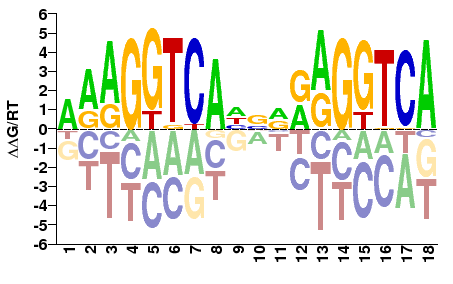 6
5
4
3
2
1
0
-1
-2
-3
-4
-5
-6
ΔΔG/RT
A A A G G T C A A G A G A G G T C A
G G T G T T G A G T T
T C C A A A A C G A T T C A A A T C
G T T C C C G T C T C C C A G
T T T
1 2 3 4 5 6 7 8 9 10 11 12 13 14 15 16 17 18